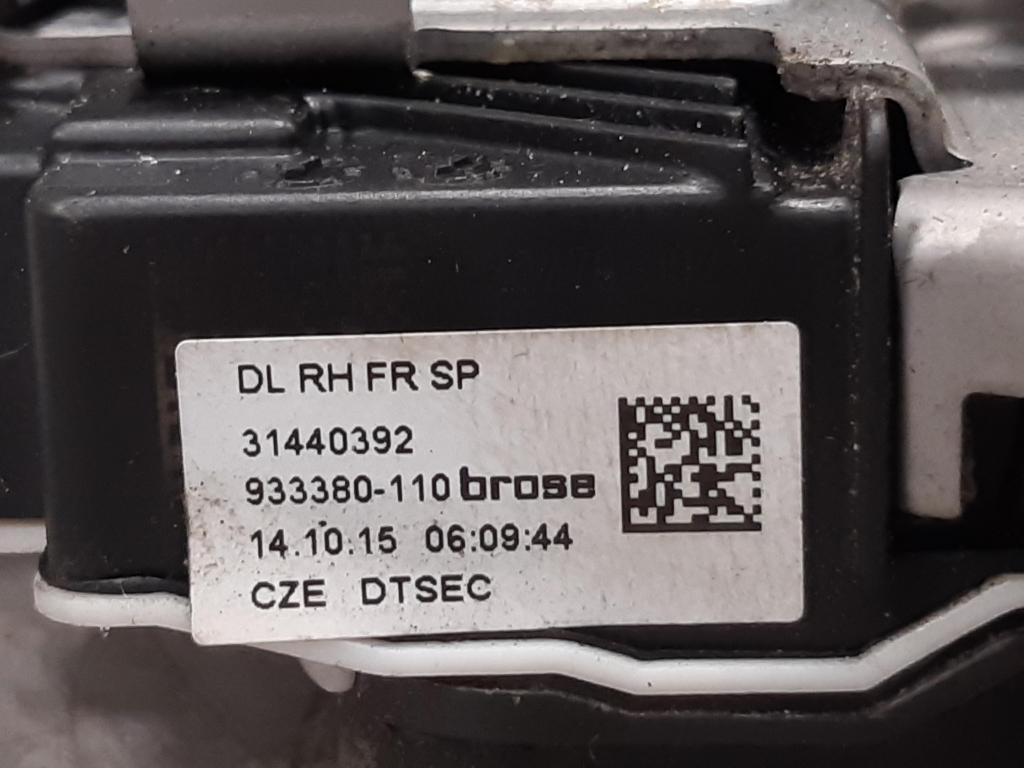 DL RH FR SP
31440392
933380-110 brose
14.10.15 06:09:44
CZE DTSEC